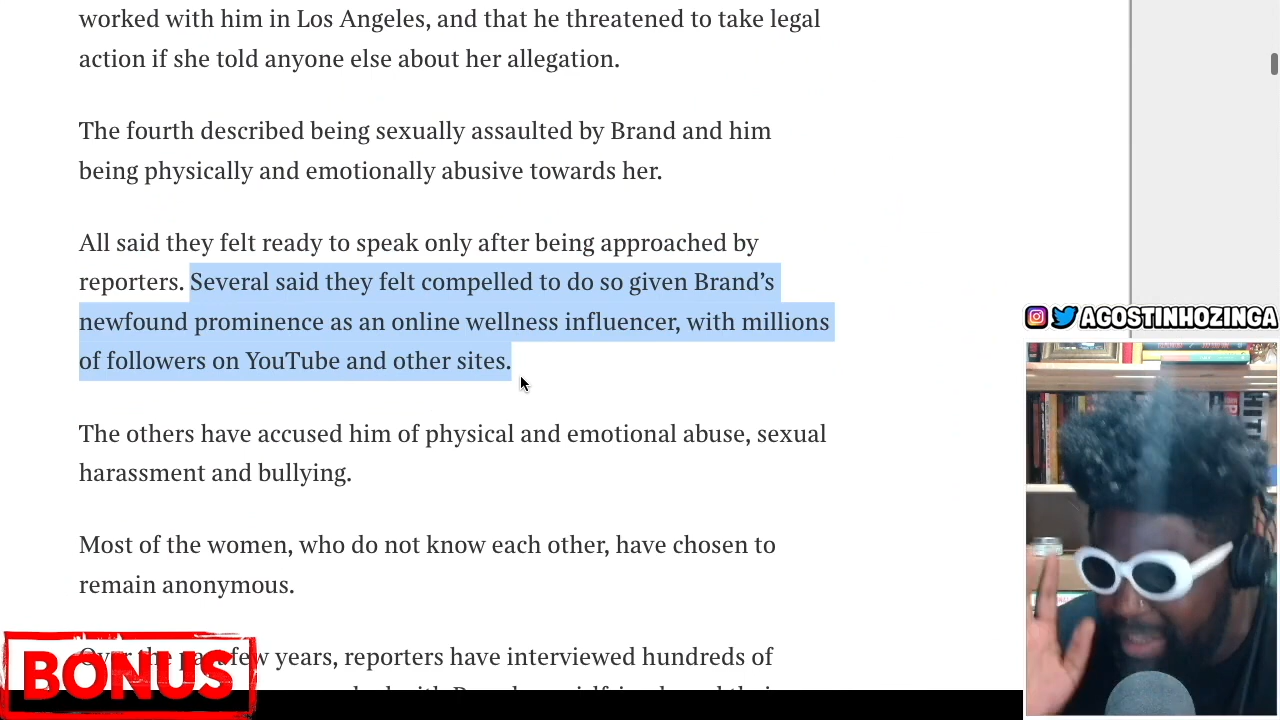 worked with him in Los Angeles, and that he threatened to take legal
action if she told anyone else about her allegation.
The fourth described being sexually assaulted by Brand and him
being physically and emotionally abusive towards her.
All said they felt ready to speak only after being approached by
reporters. Several said they felt compelled to do so given Brand’s
newfound prominence as an online wellness influencer, with millions
of followers on YouTube and other sites.
The others have accused him of physical and emotional abuse, sexual
harassment and bullying.
Most of the women, who do not know each other, have chosen to
remain anonymous.
Over the past few years, reporters have interviewed hundreds of
AGOSTINHOZINGA
BONUS